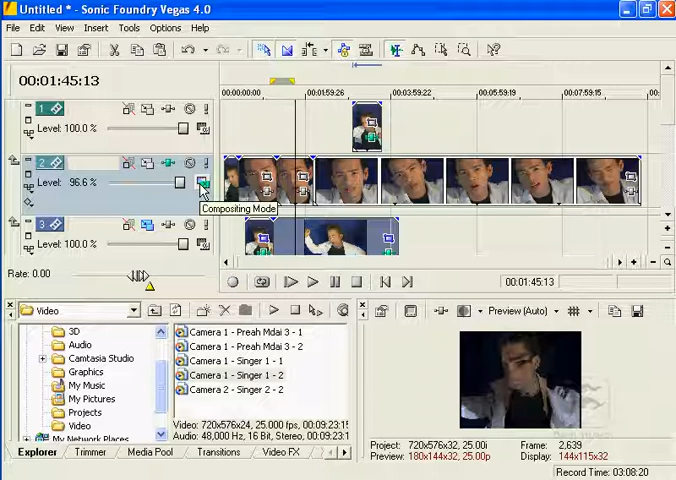 Untitled * - Sonic Foundry Vegas 4.0
File Edit View Insert Tools Options Help
00:01:45:13
00:00:00:00 00:01:59:26 00:03:59:22 00:05:59:19 00:07:59:15 00:
1
Level: 100.0 %
2
Level: 96.6 %
Compositing Mode
3
Level: 100.0 %
Rate: 0.00
00:01:45:13
Video
Preview (Auto)
3D
Audio
Camtasia Studio
Graphics
My Music
My Pictures
Projects
Video
My Network Places
Camera 1 - Preah Mdai 3 - 1
Camera 1 - Preah Mdai 3 - 2
Camera 1 - Singer 1 - 1
Camera 1 - Singer 1 - 2
Camera 2 - Singer 2 - 2
Video: 720x576x24, 25.000 fps, 00:09:23:15
Audio: 48,000 Hz, 16 Bit, Stereo, 00:09:23:1
Explorer Trimmer Media Pool Transitions Video FX
Project: 720x576x32, 25.00i
Frame: 2,639
Preview: 180x144x32, 25.00p
Display: 144x115x32
Record Time: 03:08:20